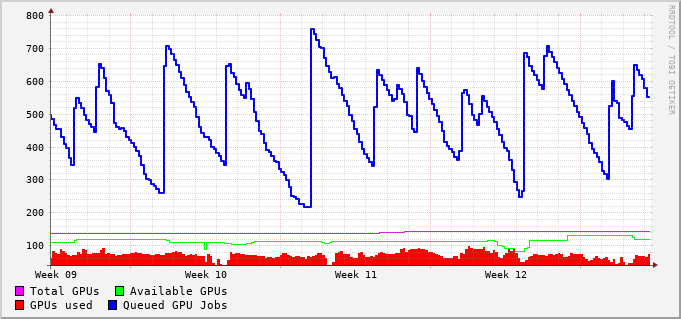 800
700
600
500
400
300
200
100
Week 09 Week 10 Week 11 Week 12
Total GPUs Available GPUs
GPUs used Queued GPU Jobs
RRDTOOL / TOBI OETIKER